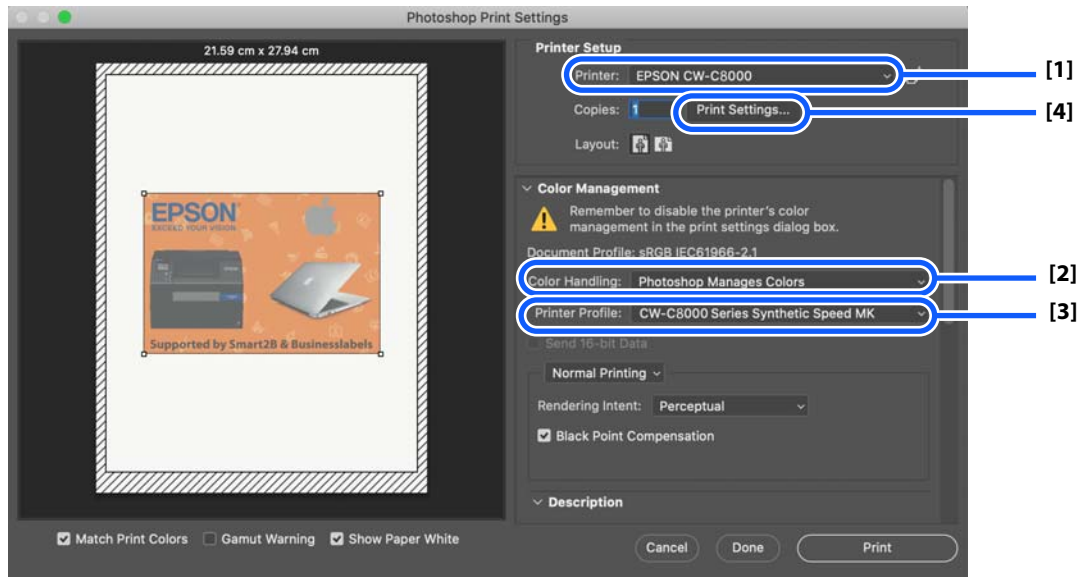 Photoshop Print Settings
21.59 cm x 27.94 cm
EPSON
EXCEED YOUR VISION
Supported by Smart2B & Businesslabels
Match Print Colors
Gamut Warning
Show Paper White
Printer Setup
Printer: EPSON CW-C8000
[1]
Copies: 1 Print Settings...
[4]
Layout:
Color Management
Remember to disable the printer's color
management in the print settings dialog box.
Document Profile: sRGB IEC61966-2.1
Color Handling: Photoshop Manages Colors
[2]
Printer Profile: CW-C8000 Series Synthetic Speed MK
[3]
Send 16-bit Data
Normal Printing
Rendering Intent: Perceptual
Black Point Compensation
Description
Cancel
Done
Print